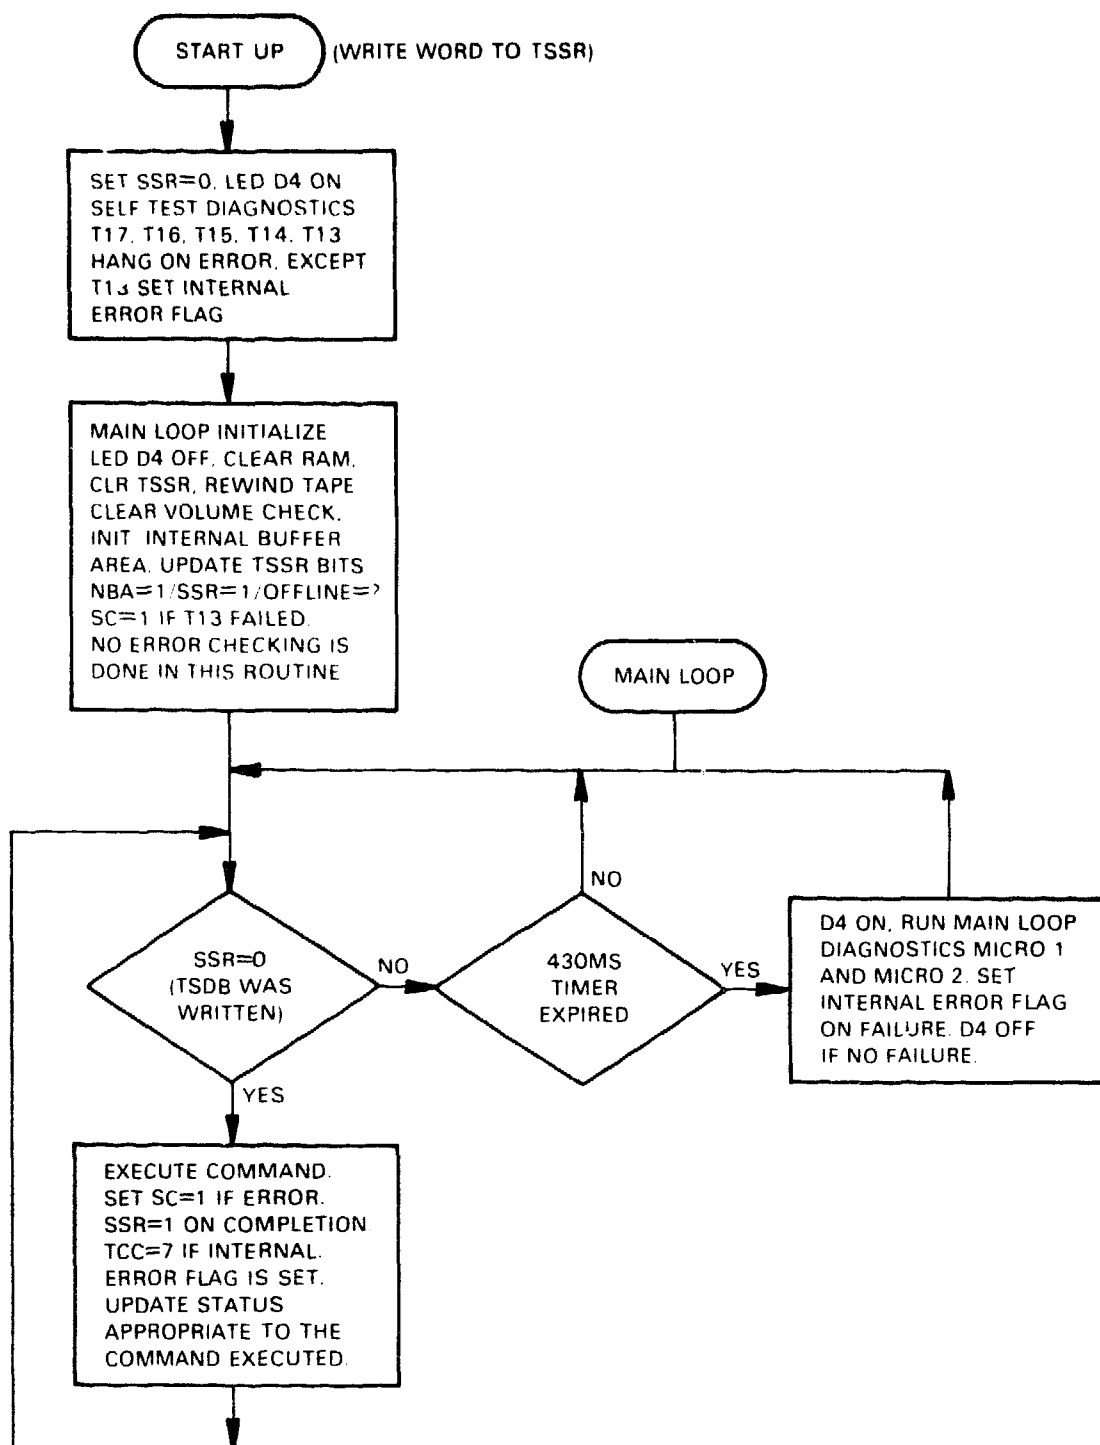 START UP (WRITE WORD TO TSSR)
SET SSR=0, LED D4 ON
SELF TEST DIAGNOSTICS
T17, T16, T15, T14, T13
HANG ON ERROR, EXCEPT
T13 SET INTERNAL
ERROR FLAG
MAIN LOOP INITIALIZE
LED D4 OFF, CLEAR RAM,
CLR TSSR, REWIND TAPE
CLEAR VOLUME CHECK,
INIT INTERNAL BUFFER
AREA, UPDATE TSSR BITS
NBA=1/SSR=1/OFFLINE=?
SC=1 IF T13 FAILED.
NO ERROR CHECKING IS
DONE IN THIS ROUTINE
MAIN LOOP
SSR=0
(TSDB WAS
WRITTEN)
NO
YES
430MS
TIMER
EXPIRED
NO
YES
D4 ON, RUN MAIN LOOP
DIAGNOSTICS MICRO 1
AND MICRO 2. SET
INTERNAL ERROR FLAG
ON FAILURE. D4 OFF
IF NO FAILURE.
EXECUTE COMMAND.
SET SC=1 IF ERROR.
SSR=1 ON COMPLETION.
TCC=7 IF INTERNAL.
ERROR FLAG IS SET.
UPDATE STATUS
APPROPRIATE TO THE
COMMAND EXECUTED.